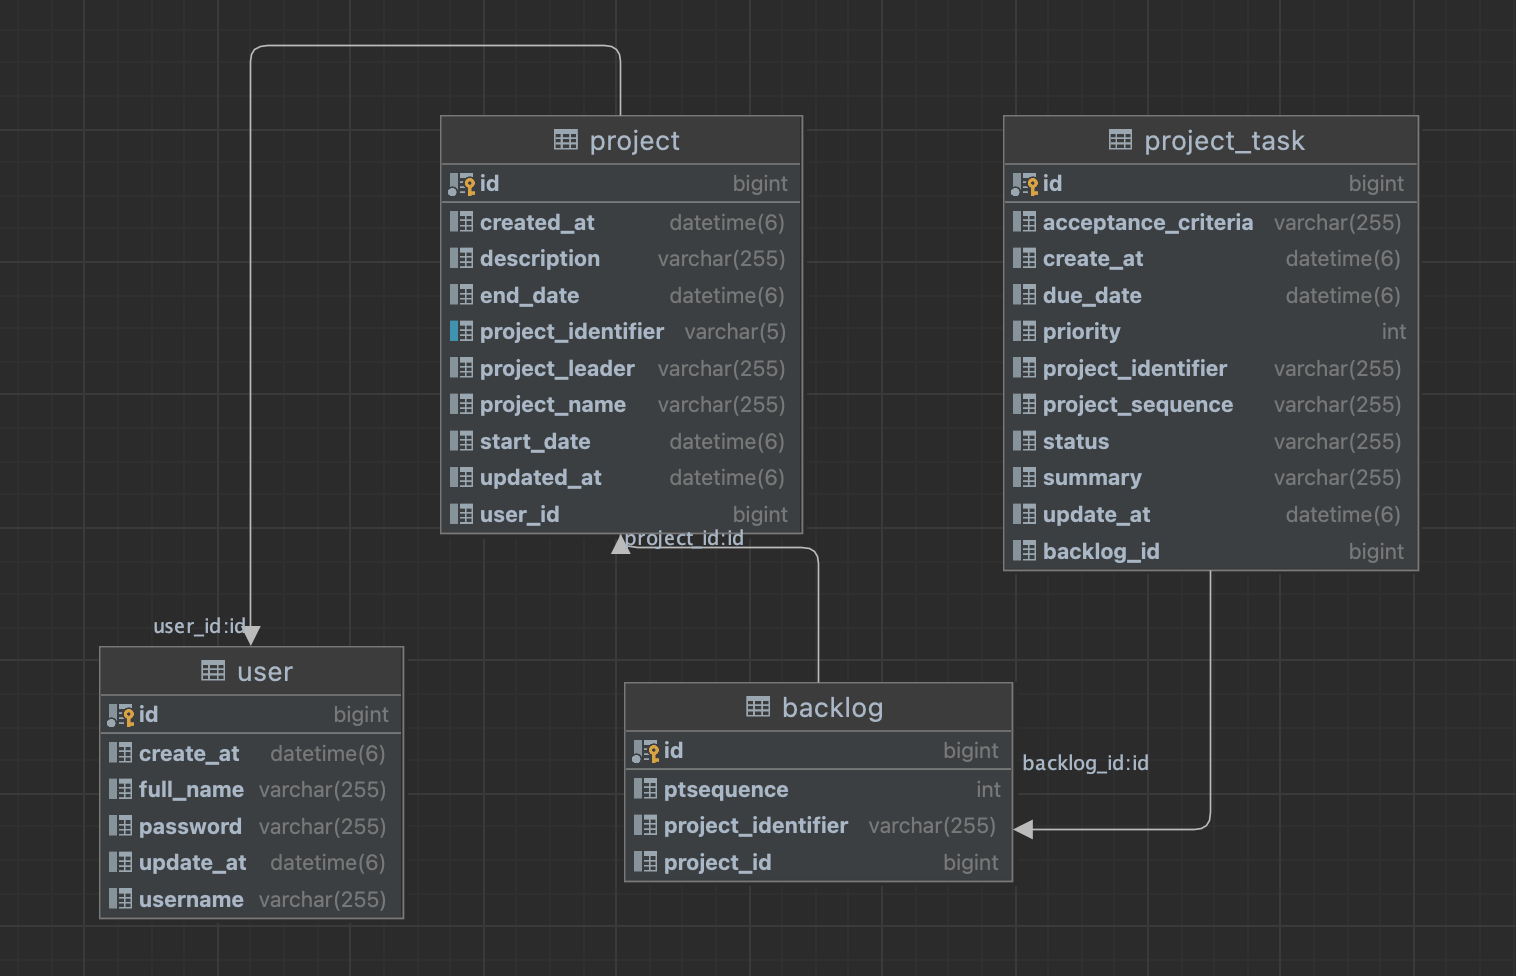 project
id bigint
created_at datetime(6)
description varchar(255)
end_date datetime(6)
project_identifier varchar(5)
project_leader varchar(255)
project_name varchar(255)
start_date datetime(6)
updated_at datetime(6)
user_id bigint
project_task
id bigint
acceptance_criteria varchar(255)
create_at datetime(6)
due_date datetime(6)
priority int
project_identifier varchar(255)
project_sequence varchar(255)
status varchar(255)
summary varchar(255)
update_at datetime(6)
backlog_id bigint
project_id:id
user_id:id
user
id bigint
create_at datetime(6)
full_name varchar(255)
password varchar(255)
update_at datetime(6)
username varchar(255)
backlog
id bigint
ptsequence int
project_identifier varchar(255)
project_id bigint
backlog_id:id